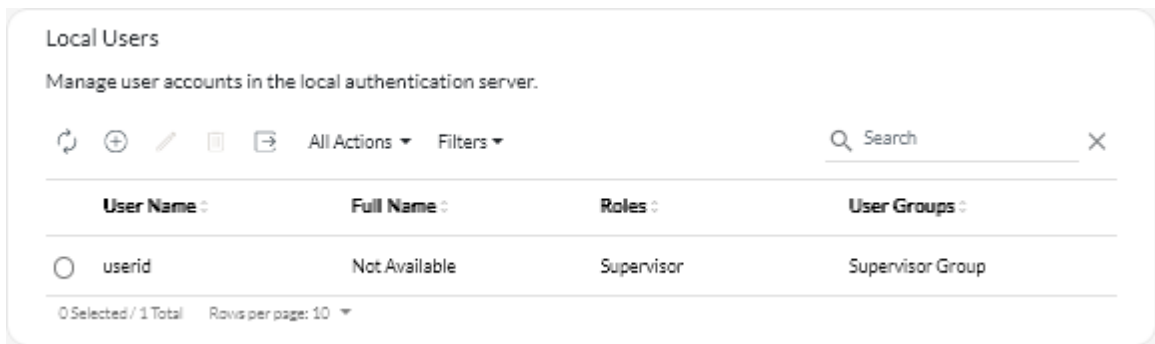 Local Users
Manage user accounts in the local authentication server.
All Actions Filters Search
User Name Full Name Roles User Groups
userid Not Available Supervisor Supervisor Group
0 Selected / 1 Total Rows per page: 10